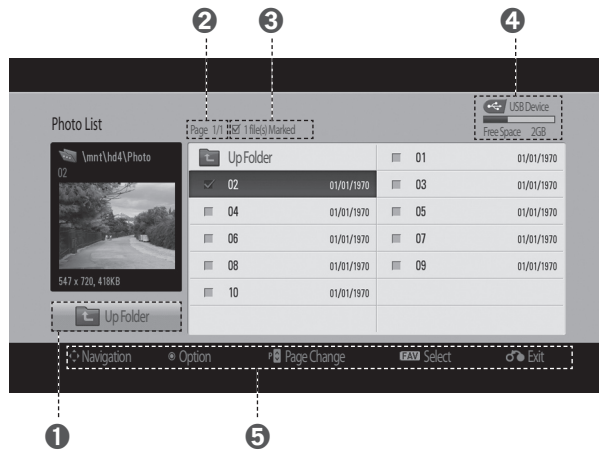 2 3 4
USB Device
Photo List
Page 1/1 1 file(s) Marked
Free Space 2GB
\mnt\hd4\Photo
02
547 x 720, 418KB
Up Folder
Up Folder 01 01/01/1970
02 01/01/1970 03 01/01/1970
04 01/01/1970 05 01/01/1970
06 01/01/1970 07 01/01/1970
08 01/01/1970 09 01/01/1970
10 01/01/1970
Navigation Option P Page Change FAV Select Exit
1 5